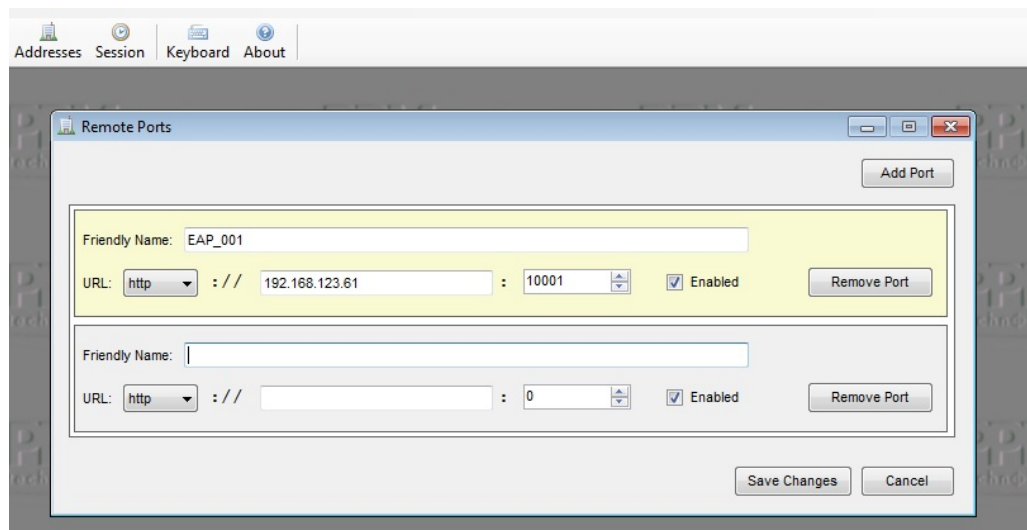 Addresses Session Keyboard About
Remote Ports
Add Port
Friendly Name: EAP_001
URL: http :// 192.168.123.61 : 10001 Enabled Remove Port
Friendly Name:
URL: http :// : 0 Enabled Remove Port
Save Changes Cancel